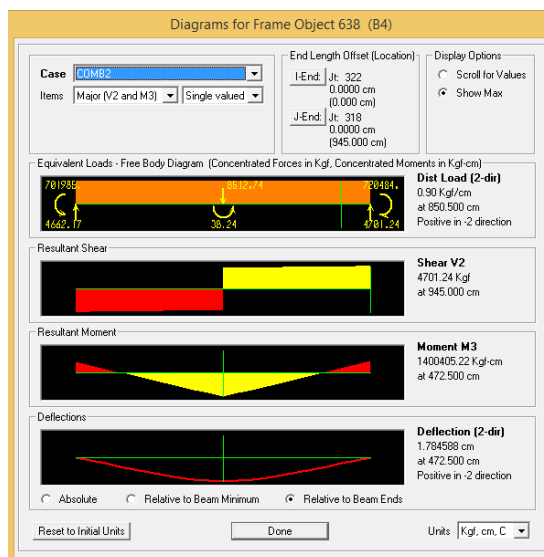 Diagrams for Frame Object 638 (B4)
End Length Offset (Location)
Display Options
Case COMB2
Items Major (V2 and M3) Single valued
I-End: Jt: 322
0.0000 cm
(0.000 cm)
J-End: Jt: 318
0.0000 cm
(945.000 cm)
Scroll for Values
Show Max
Equivalent Loads - Free Body Diagram (Concentrated Forces in Kgf, Concentrated Moments in Kgf-cm)
701986. 8612.74 720484.
4662.17 38.24 4701.24
Dist Load (2-dir)
0.90 Kgf/cm
at 850.500 cm
Positive in -2 direction
Resultant Shear
Shear V2
4701.24 Kgf
at 945.000 cm
Resultant Moment
Moment M3
1400405.22 Kgf-cm
at 472.500 cm
Deflections
Deflection (2-dir)
1.784588 cm
at 472.500 cm
Positive in -2 direction
Absolute Relative to Beam Minimum Relative to Beam Ends
Reset to Initial Units Done Units Kgf, cm, C